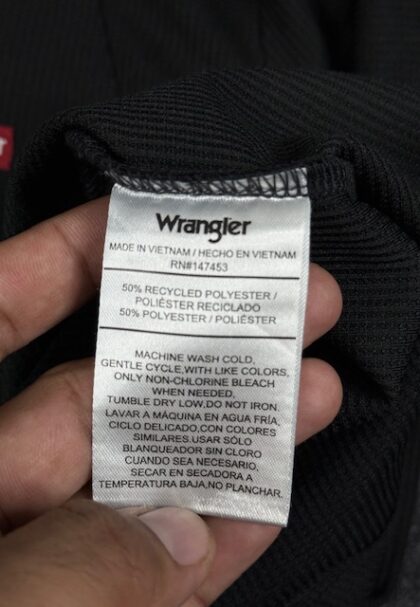 Wrangler
MADE IN VIETNAM / HECHO EN VIETNAM
RN#147453
50% RECYCLED POLYESTER /
POLIÉSTER RECICLADO
50% POLYESTER / POLIÉSTER
MACHINE WASH COLD,
GENTLE CYCLE,WITH LIKE COLORS,
ONLY NON-CHLORINE BLEACH
WHEN NEEDED,
TUMBLE DRY LOW,DO NOT IRON.
LAVAR A MÁQUINA EN AGUA FRÍA,
CICLO DELICADO,CON COLORES
SIMILARES.USAR SÓLO
BLANQUEADOR SIN CLORO
CUANDO SEA NECESARIO,
SECAR EN SECADORA A
TEMPERATURA BAJA,NO PLANCHAR.